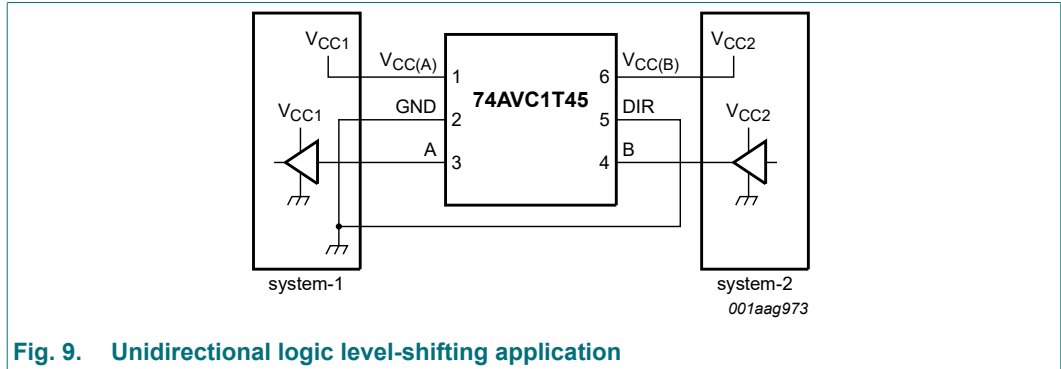 VCC1
VCC(A)
1
GND
2
VCC1
A
3
74AVC1T45
VCC2
VCC(B)
6
DIR
5
VCC2
B
4
system-1
system-2
001aag973
Fig. 9. Unidirectional logic level-shifting application